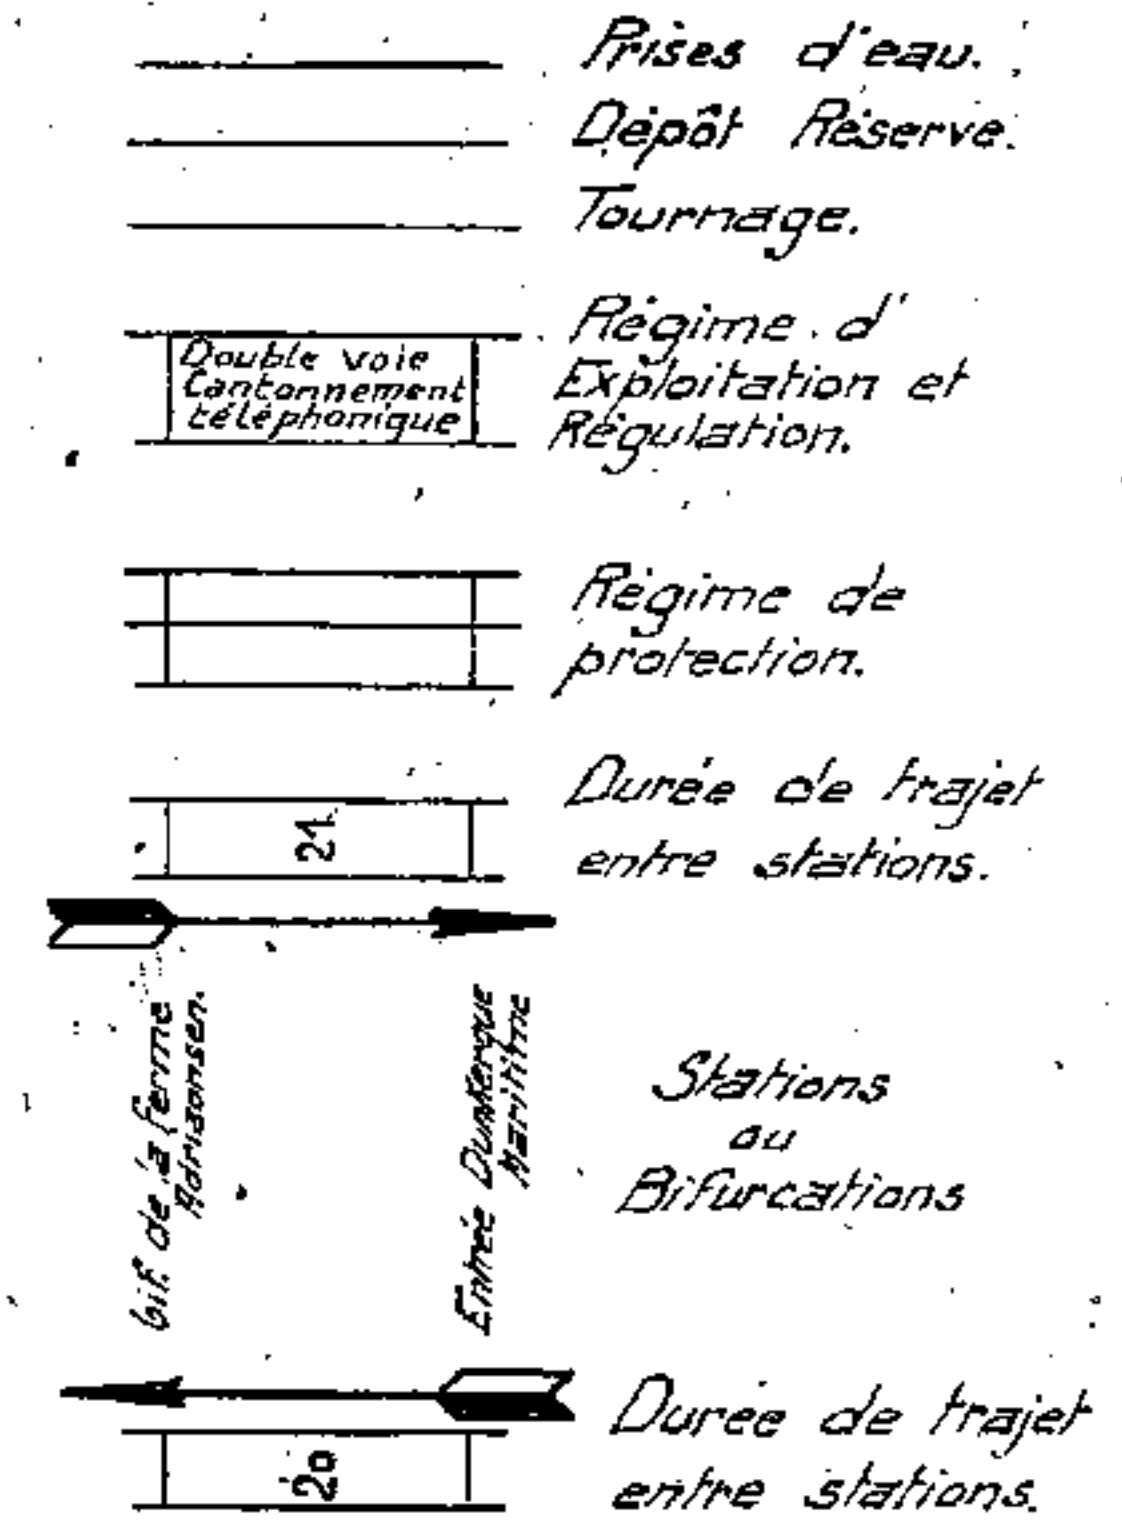 Prises d'eau.
Dépôt Réserve.
Tournage.
Régime d'
Exploitation et
Régulation.
Double voie
Cantonnement
téléphonique
Régime de
protection.
Durée de trajet
entre stations.
21
bif. de la ferme
Adriansen.
Entrée Dunkerque
Maritime
Stations
ou
Bifurcations
Durée de trajet
entre stations.
20